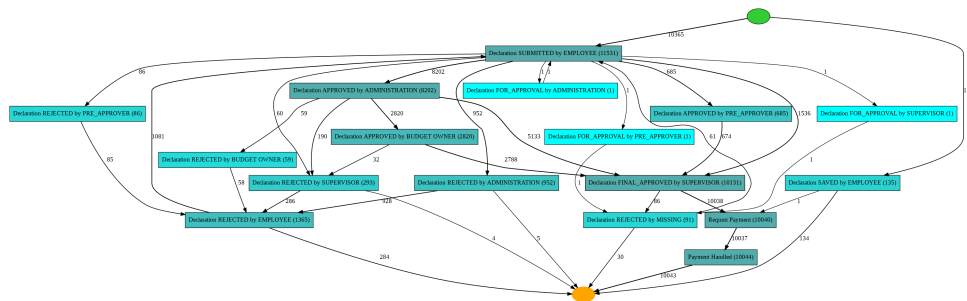 10365
Declaration SUBMITTED by EMPLOYEE (11531)
86
8202
1
1
685
1
Declaration APPROVED by ADMINISTRATION (8202)
Declaration FOR_APPROVAL by ADMINISTRATION (1)
1
1
Declaration REJECTED by PRE_APPROVER (86)
60
59
952
Declaration APPROVED by PRE_APPROVER (685)
1536
Declaration FOR_APPROVAL by SUPERVISOR (1)
1081
190
2820
Declaration APPROVED by BUDGET OWNER (2820)
5133
Declaration FOR_APPROVAL by PRE_APPROVER (1)
61
674
85
Declaration REJECTED by BUDGET OWNER (59)
32
2788
1
58
Declaration REJECTED by SUPERVISOR (293)
Declaration REJECTED by ADMINISTRATION (952)
1
Declaration FINAL_APPROVED by SUPERVISOR (10131)
Declaration SAVED by EMPLOYEE (135)
286
928
86
10038
1
Declaration REJECTED by EMPLOYEE (1365)
Declaration REJECTED by MISSING (91)
Request Payment (10040)
4
5
10037
134
284
30
Payment Handled (10044)
10043